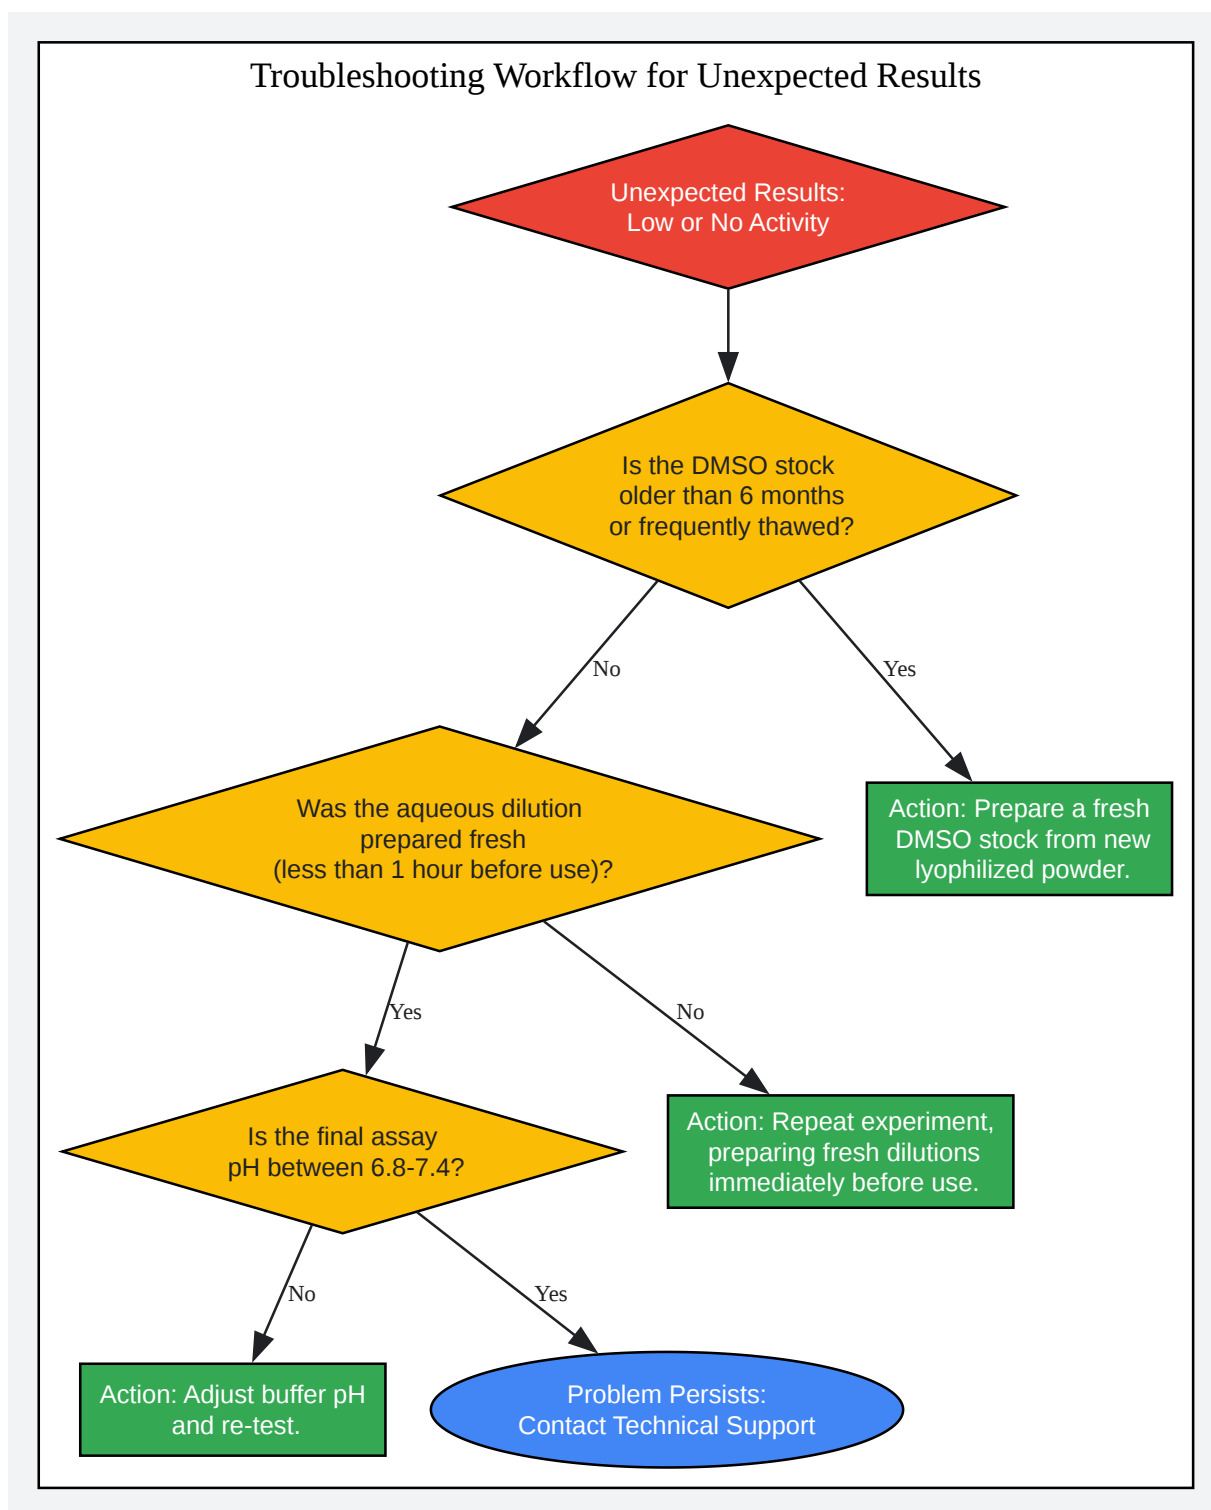 Troubleshooting Workflow for Unexpected Results
Unexpected Results:
Low or No Activity
Is the DMSO stock
older than 6 months
or frequently thawed?
No
Yes
Was the aqueous dilution
prepared fresh
(less than 1 hour before use)?
Action: Prepare a fresh
DMSO stock from new
lyophilized powder.
Yes
No
Is the final assay
pH between 6.8-7.4?
Action: Repeat experiment,
preparing fresh dilutions
immediately before use.
No
Yes
Action: Adjust buffer pH
and re-test.
Problem Persists:
Contact Technical Support